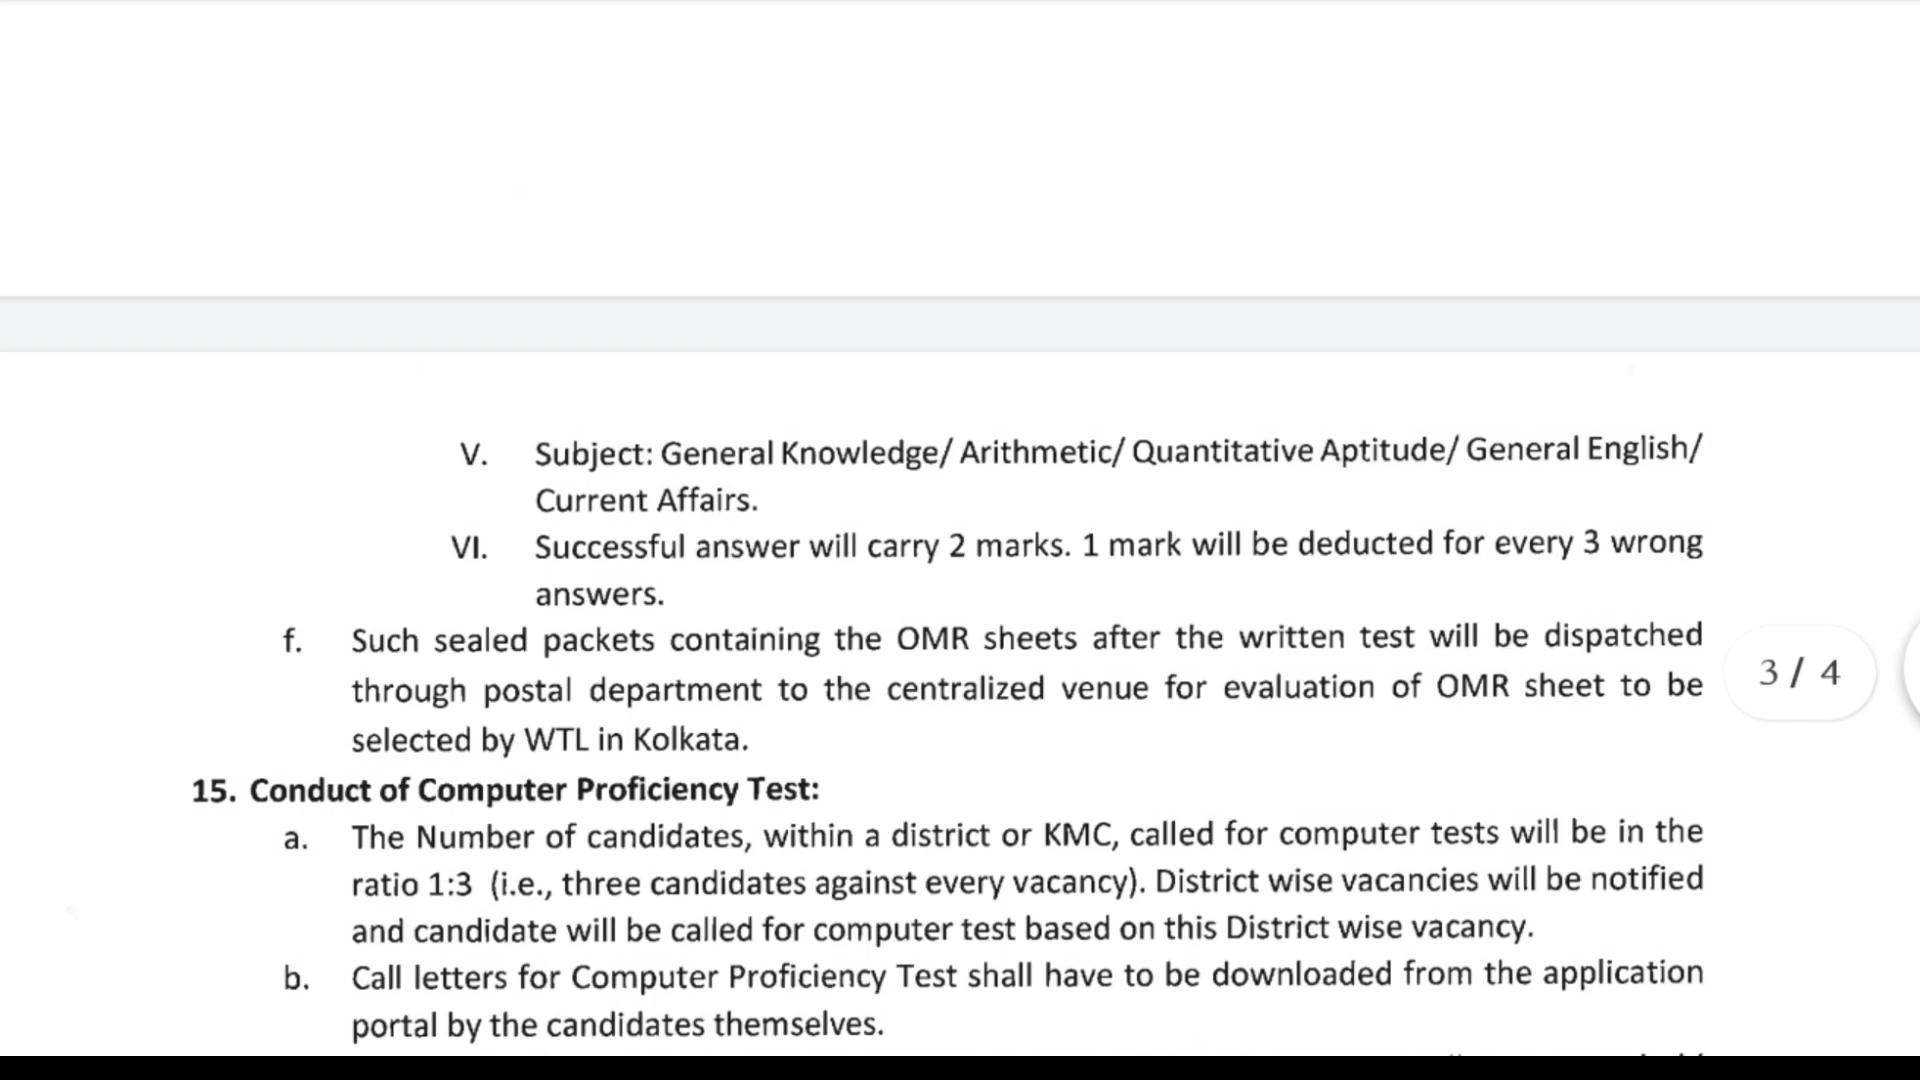 V. Subject: General Knowledge/ Arithmetic/ Quantitative Aptitude/ General English/
Current Affairs.
VI. Successful answer will carry 2 marks. 1 mark will be deducted for every 3 wrong
answers.
f. Such sealed packets containing the OMR sheets after the written test will be dispatched
through postal department to the centralized venue for evaluation of OMR sheet to be
selected by WTL in Kolkata.
3 / 4
15. Conduct of Computer Proficiency Test:
a. The Number of candidates, within a district or KMC, called for computer tests will be in the
ratio 1:3 (i.e., three candidates against every vacancy). District wise vacancies will be notified
and candidate will be called for computer test based on this District wise vacancy.
b. Call letters for Computer Proficiency Test shall have to be downloaded from the application
portal by the candidates themselves.